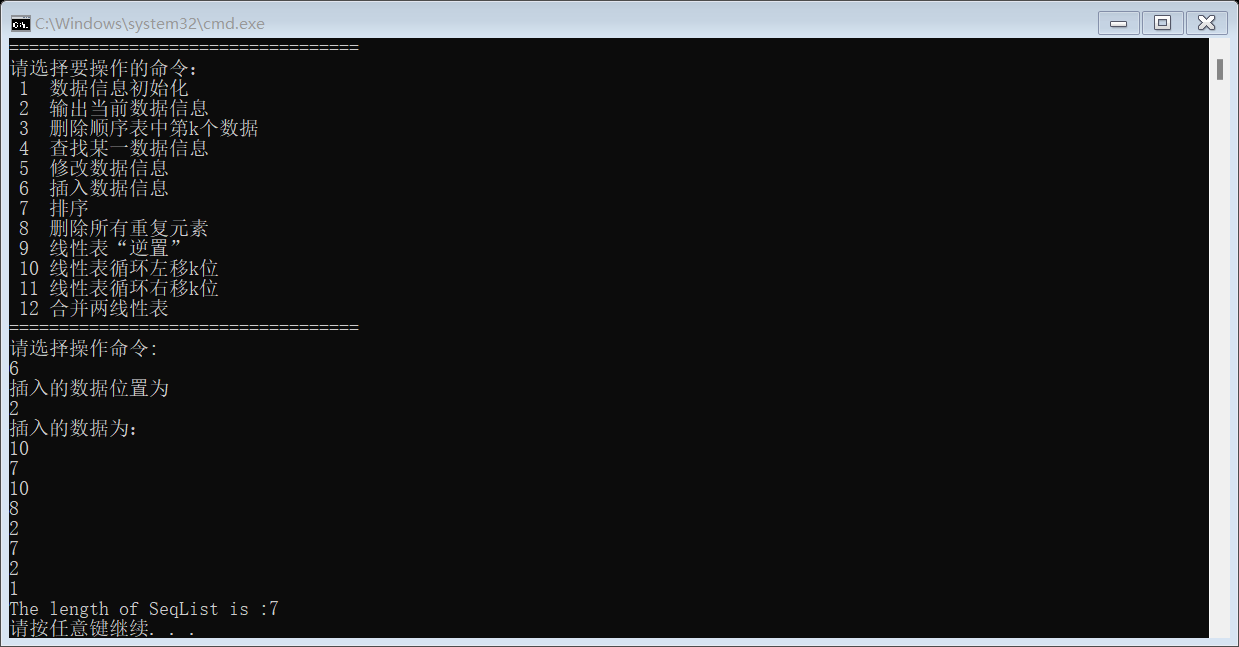 C:\Windows\system32\cmd.exe
===================================
请选择要操作的命令：
1 数据信息初始化
2 输出当前数据信息
3 删除顺序表中第k个数据
4 查找某一数据信息
5 修改数据信息
6 插入数据信息
7 排序
8 删除所有重复元素
9 线性表“逆置”
10 线性表循环左移k位
11 线性表循环右移k位
12 合并两线性表
===================================
请选择操作命令：
6
插入的数据位置为
2
插入的数据为：
10
7
10
8
2
7
2
1
The length of SeqList is :7
请按任意键继续. . .